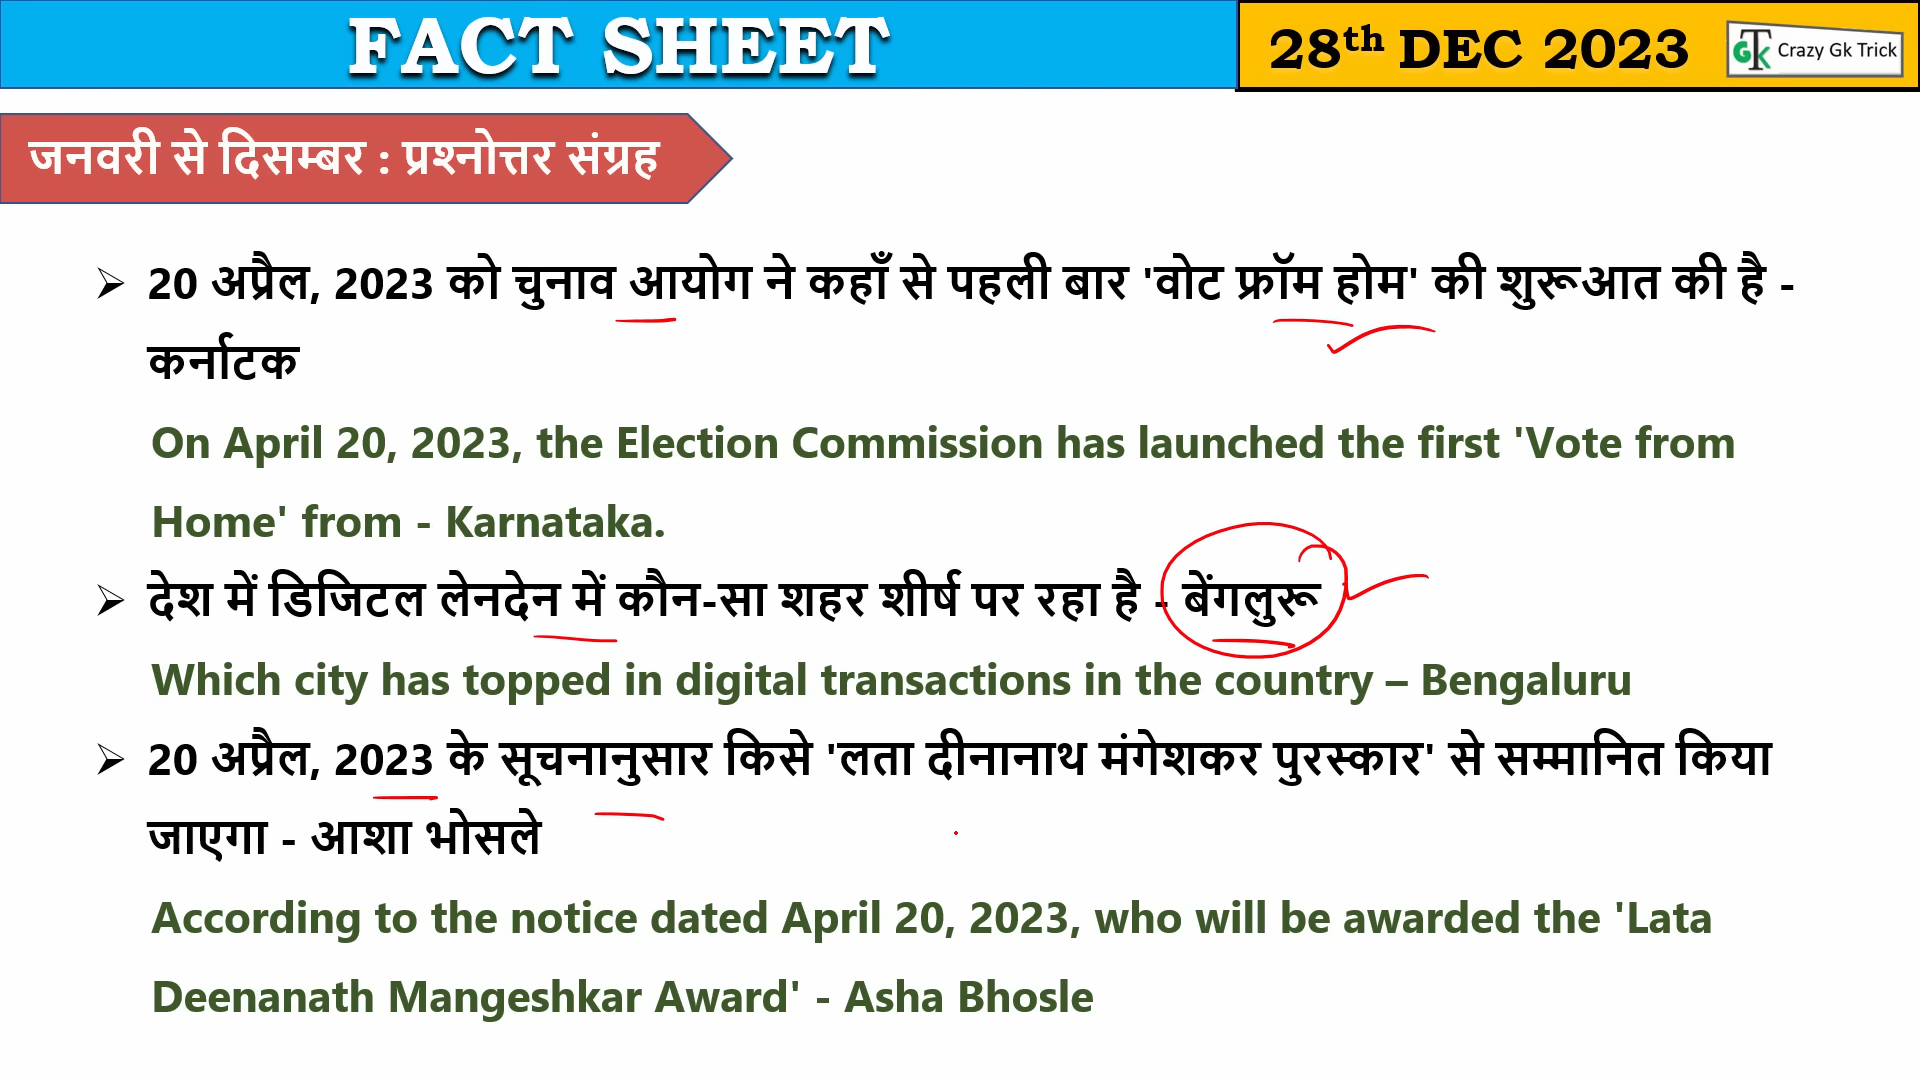 FACT SHEET
28th DEC 2023
GTK Crazy Gk Trick
जनवरी से दिसम्बर : प्रश्नोत्तर संग्रह
➢ 20 अप्रैल, 2023 को चुनाव आयोग ने कहाँ से पहली बार 'वोट फ्रॉम होम' की शुरूआत की है -
कर्नाटक
On April 20, 2023, the Election Commission has launched the first 'Vote from
Home' from - Karnataka.
➢ देश में डिजिटल लेनदेन में कौन-सा शहर शीर्ष पर रहा है - बेंगलुरू
Which city has topped in digital transactions in the country – Bengaluru
➢ 20 अप्रैल, 2023 के सूचनानुसार किसे 'लता दीनानाथ मंगेशकर पुरस्कार' से सम्मानित किया
जाएगा - आशा भोसले
According to the notice dated April 20, 2023, who will be awarded the 'Lata
Deenanath Mangeshkar Award' - Asha Bhosle